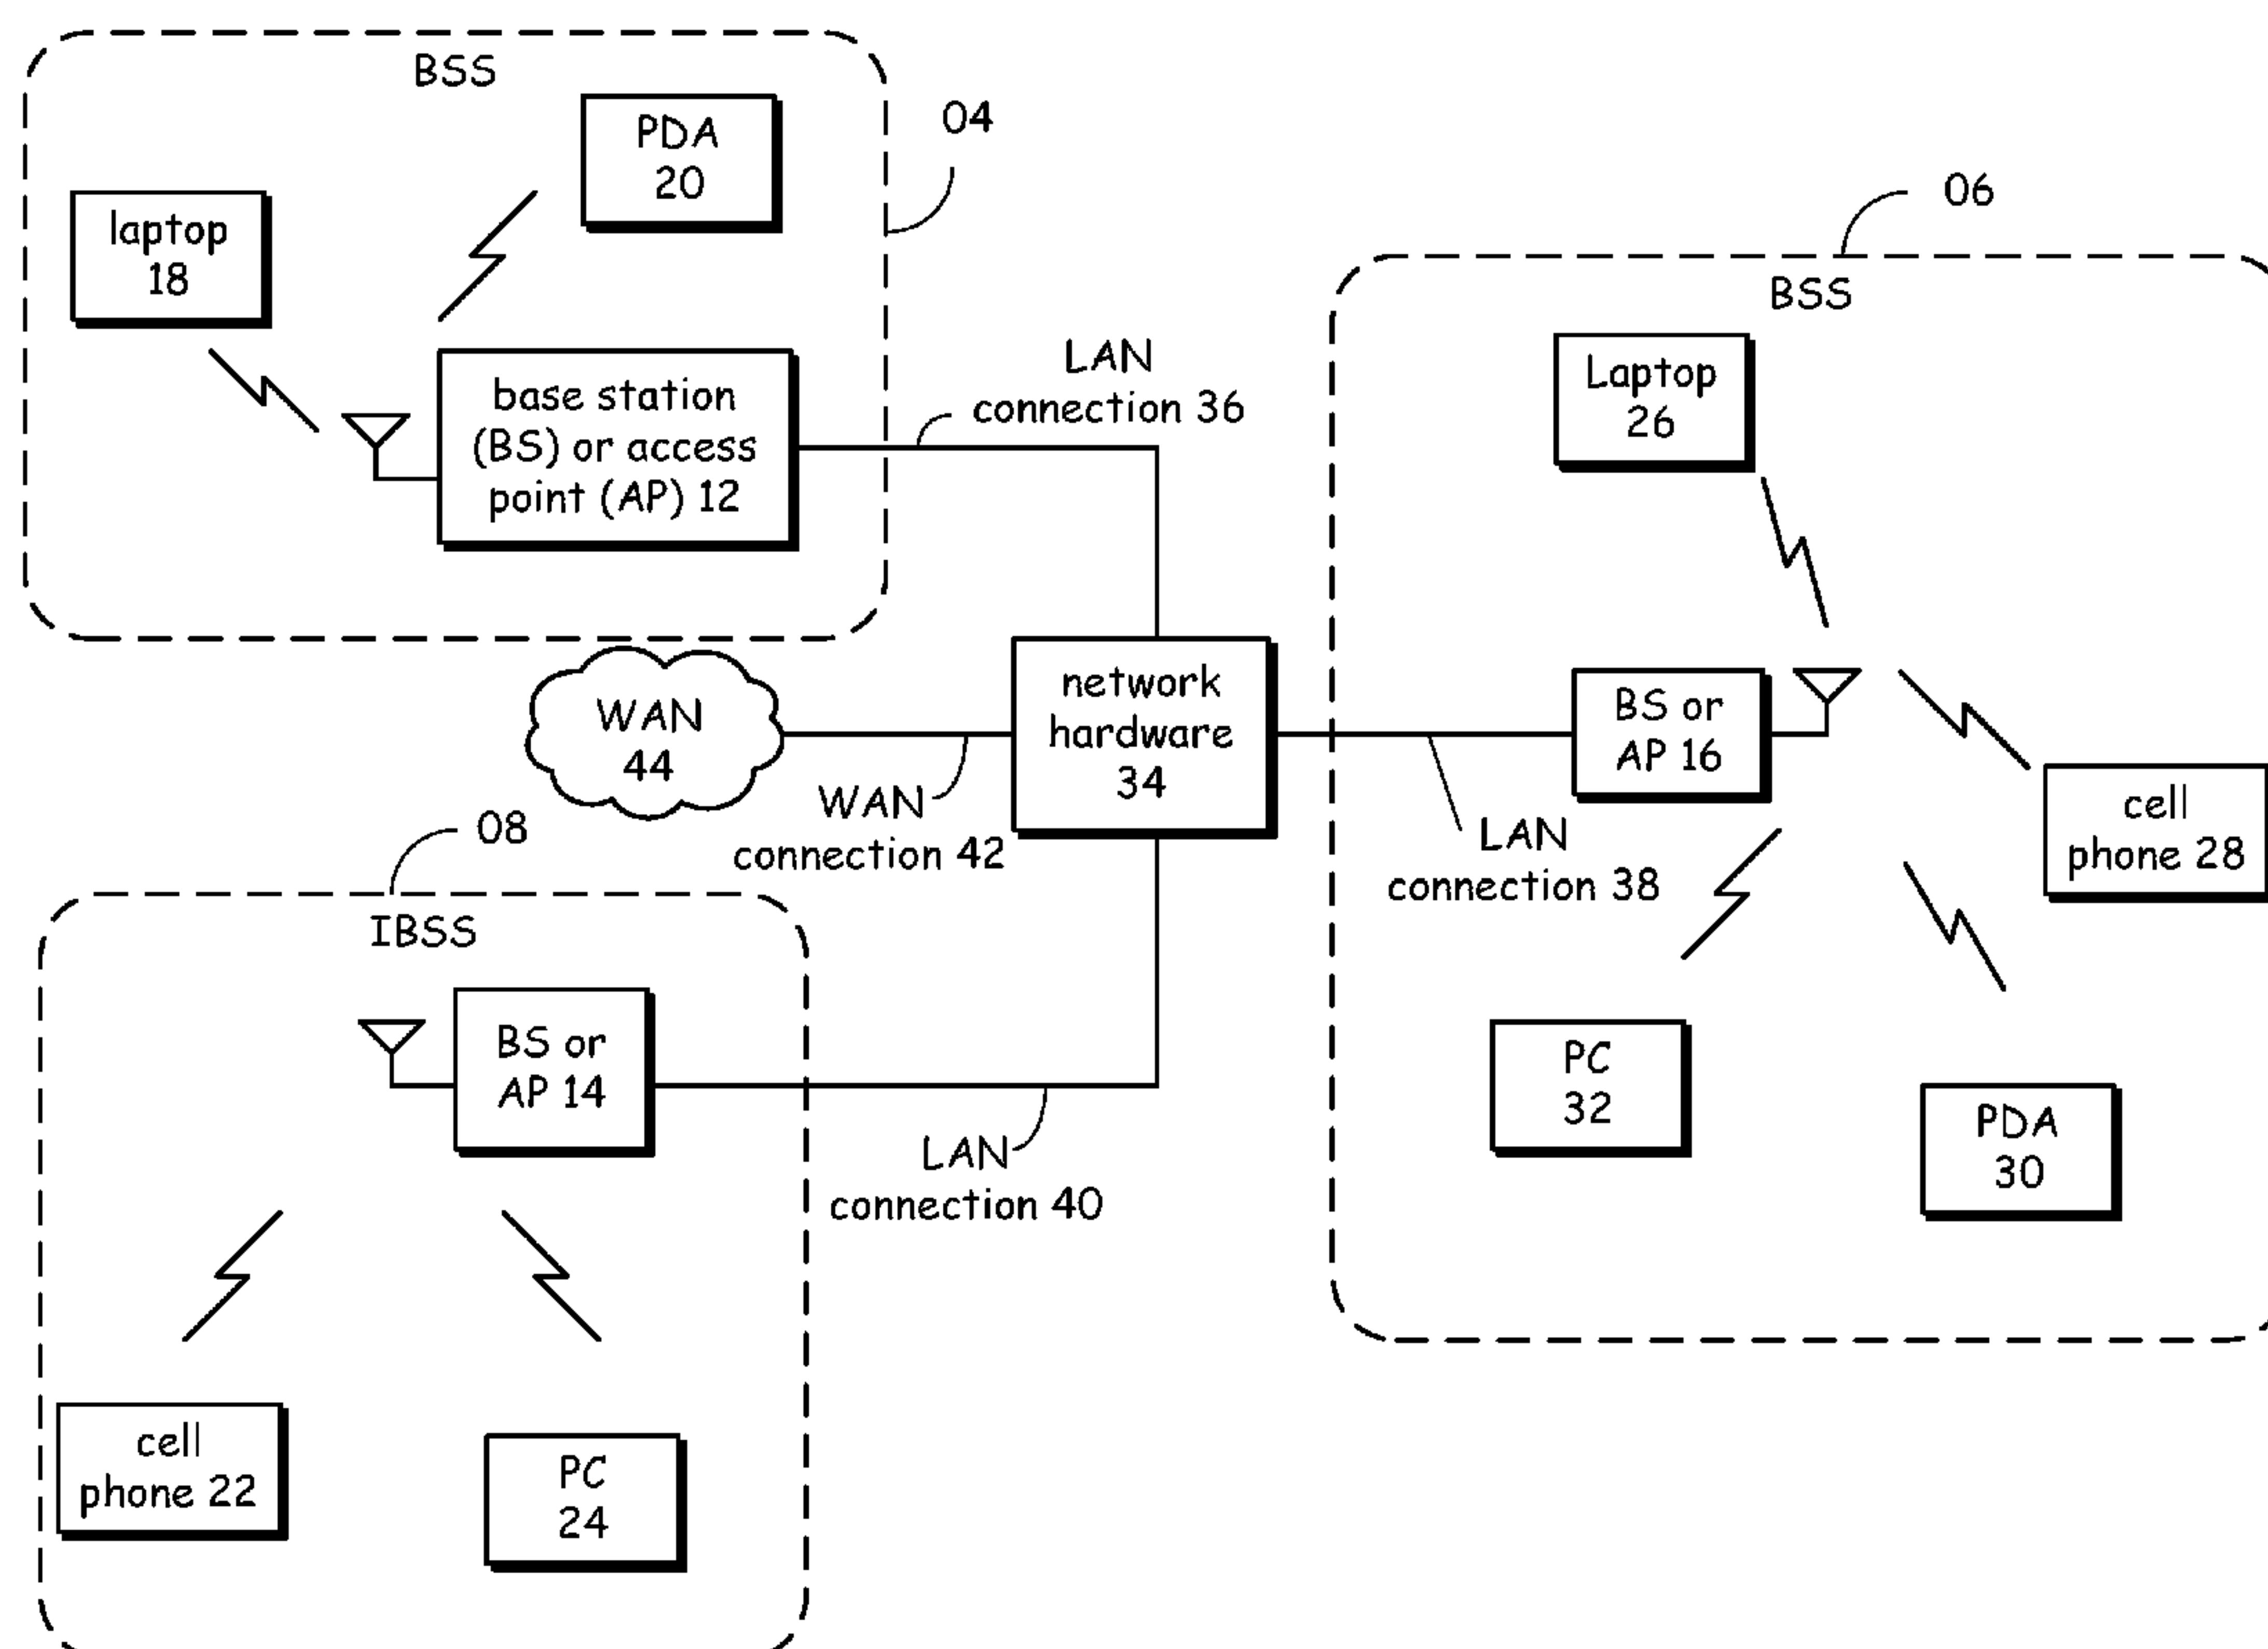 BSS
PDA
20
04
laptop
18
base station
(BS) or access
point (AP) 12
LAN
connection 36
06
BSS
Laptop
26
WAN
44
WAN
connection 42
network
hardware
34
BS or
AP 16
LAN
connection 38
cell
phone 28
PC
32
PDA
30
08
IBSS
BS or
AP 14
LAN
connection 40
cell
phone 22
PC
24